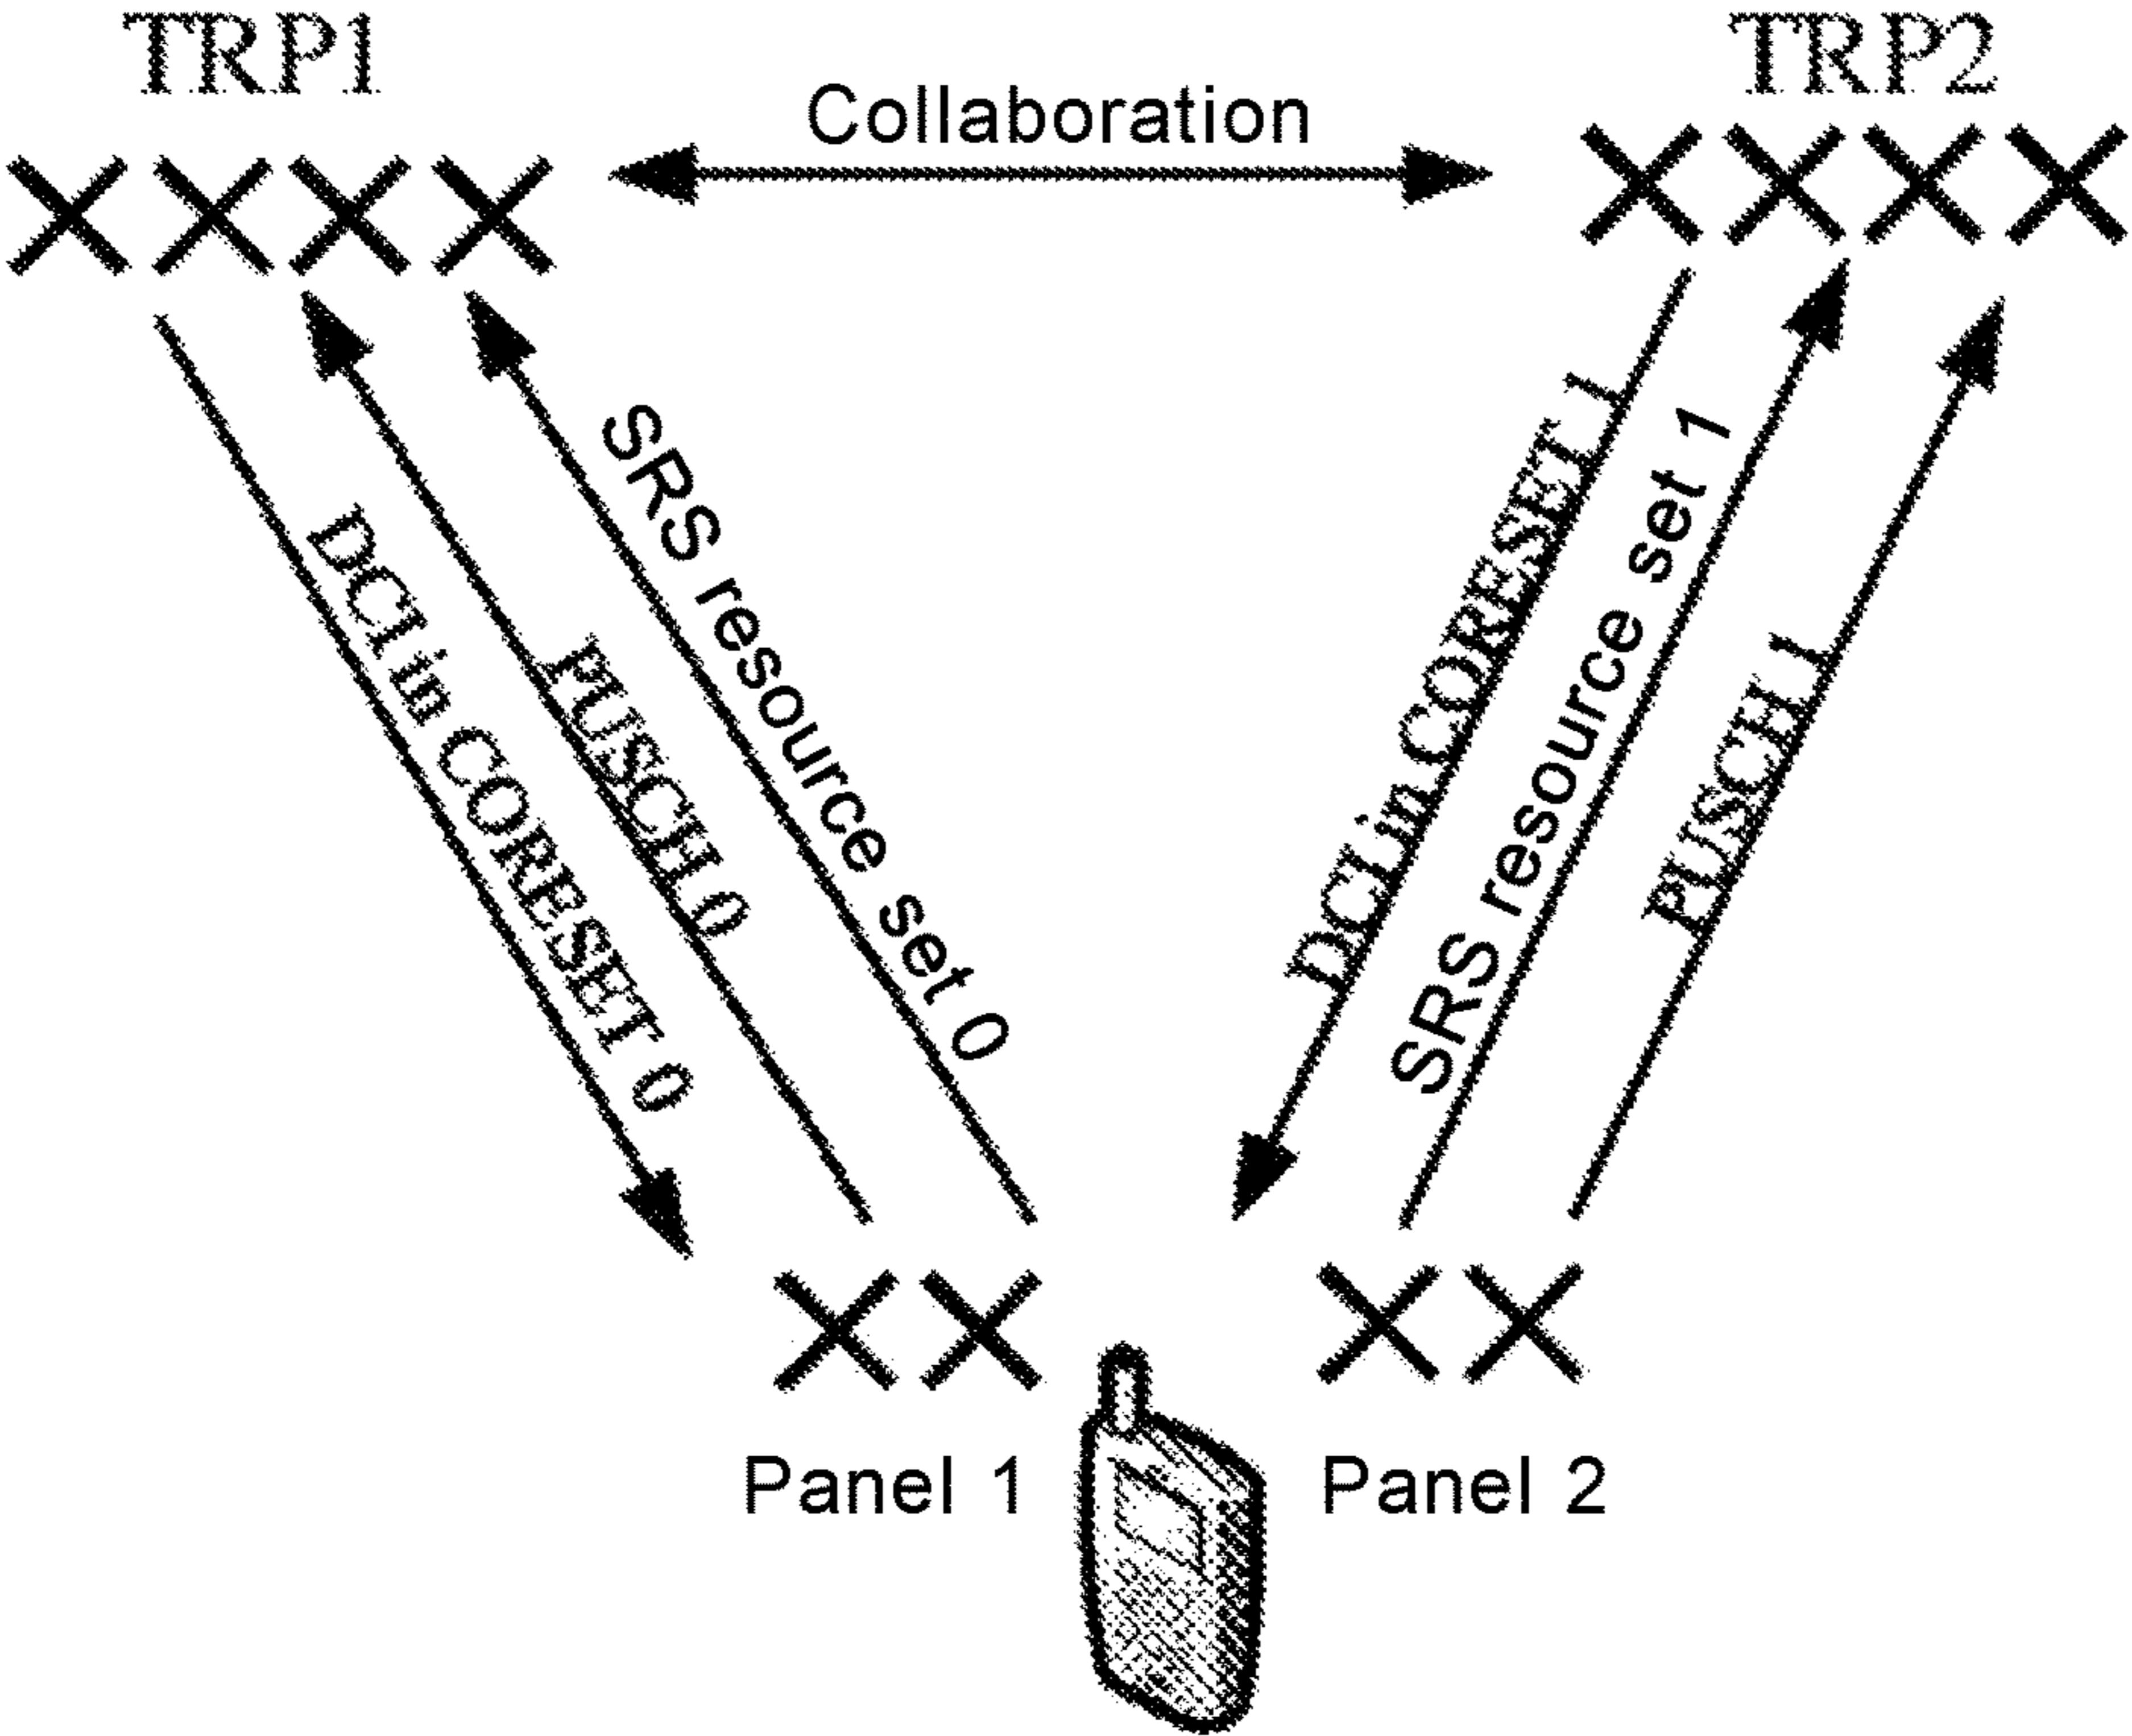 TRP1
TRP2
Collaboration
DCI in CORESET 0
PUSCH 0
SRS resource set 0
DCI in CORESET 1
SRS resource set 1
PUSCH 1
Panel 1
Panel 2